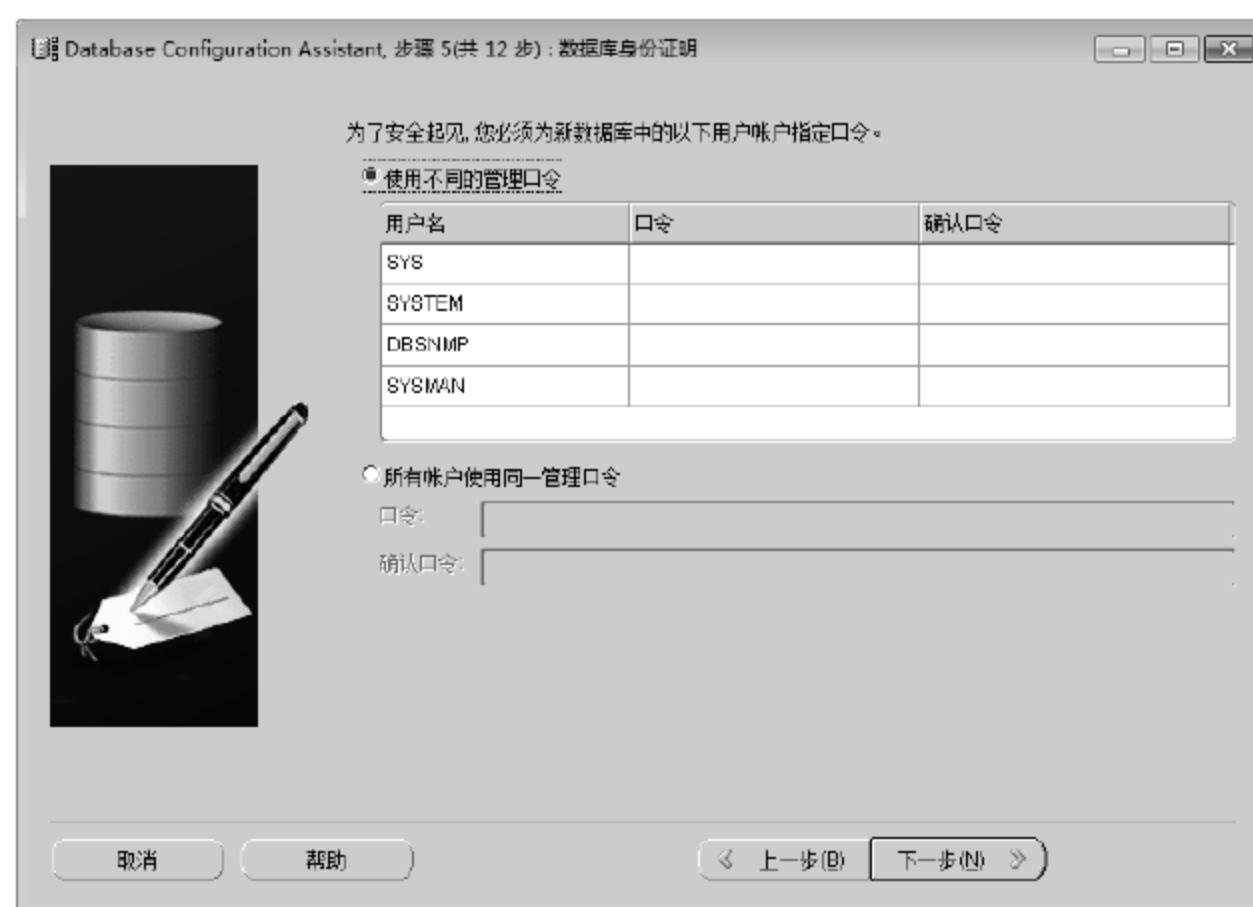 Database Configuration Assistant, 步骤 5(共 12 步) : 数据库身份证明
为了安全起见, 您必须为新数据库中的以下用户帐户指定口令。
使用不同的管理口令
用户名 口令 确认口令
SYS
SYSTEM
DBSNMP
SYSMAN
所有帐户使用同一管理口令
口令:
确认口令:
取消 帮助 上一步(B) 下一步(N)